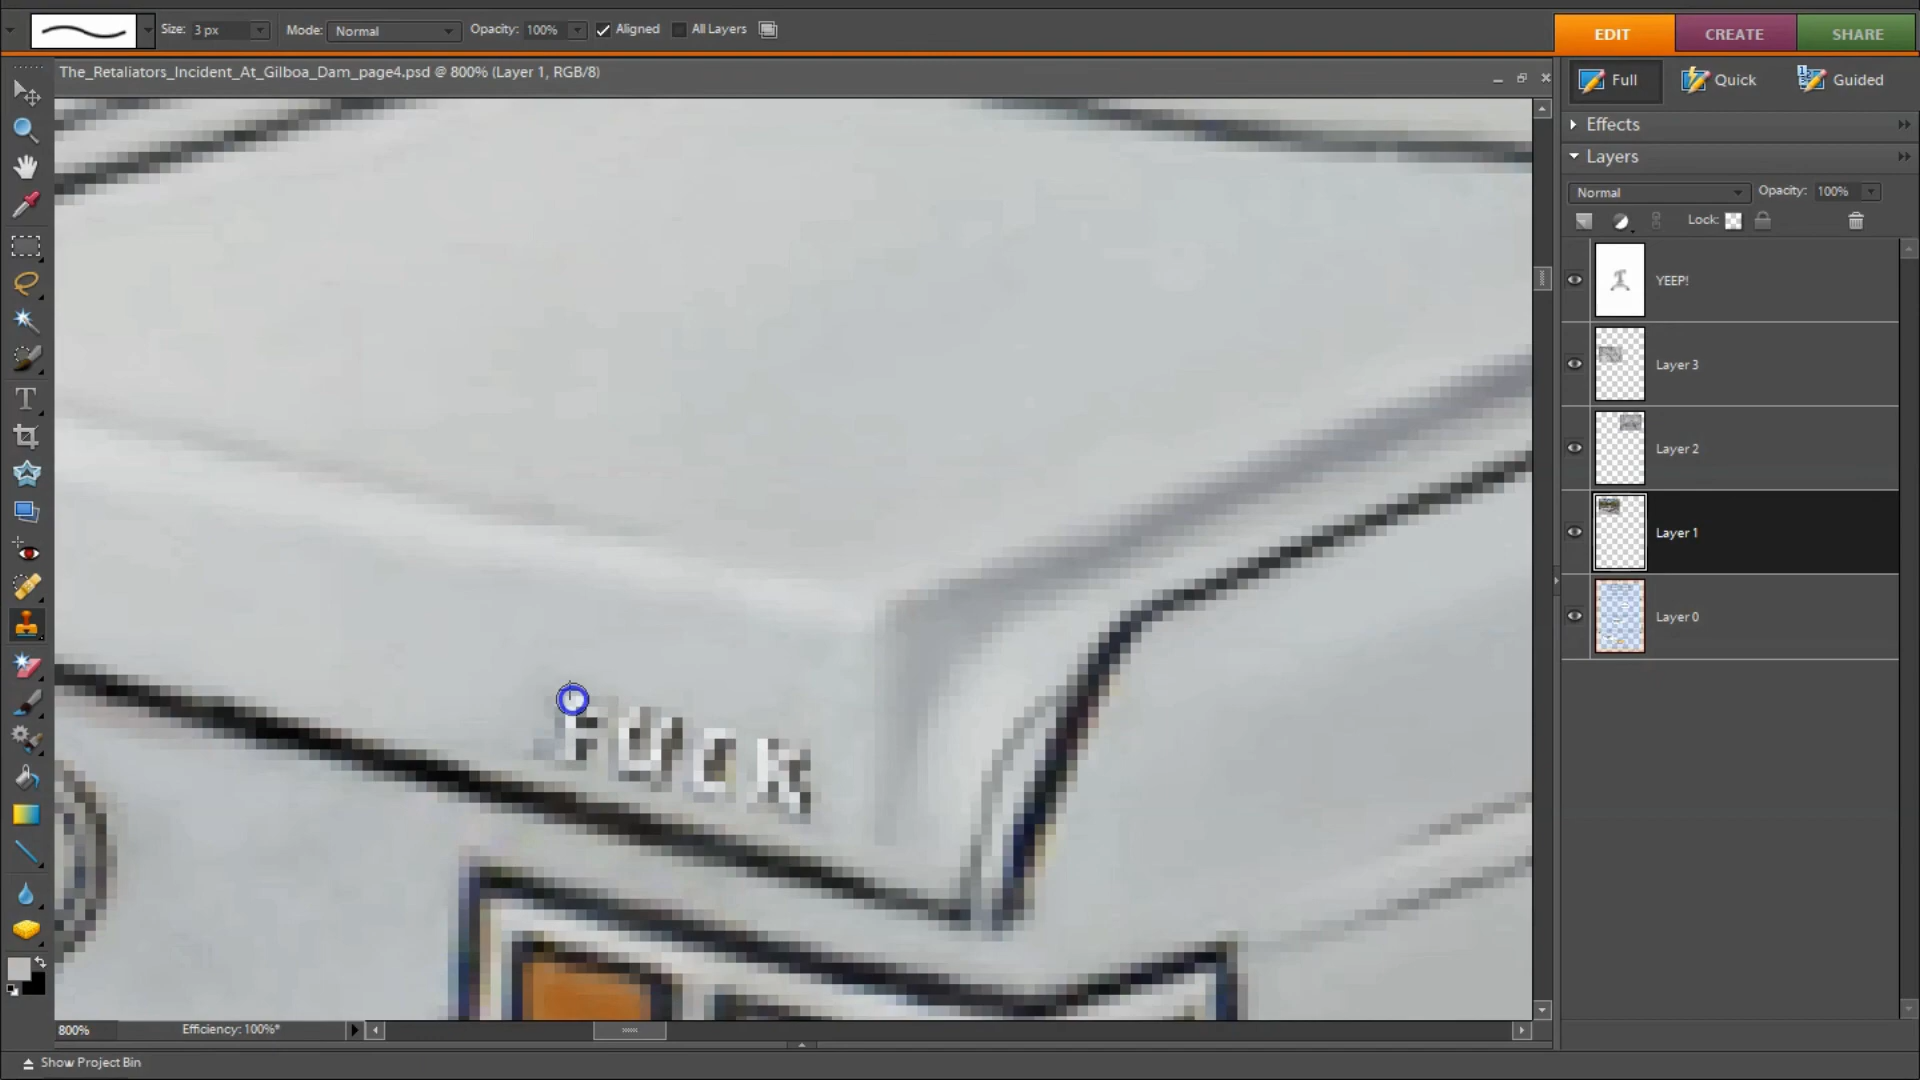 Size: 3 px Mode: Normal Opacity: 100% Aligned All Layers
EDIT CREATE SHARE
The_Retaliators_Incident_At_Gilboa_Dam_page4.psd @ 800% (Layer 1, RGB/8)
Full Quick Guided
Effects
Layers
Normal Opacity: 100%
Lock:
YEEP!
Layer 3
Layer 2
Layer 1
Layer 0
FUCK
800% Efficiency: 100%*
Show Project Bin